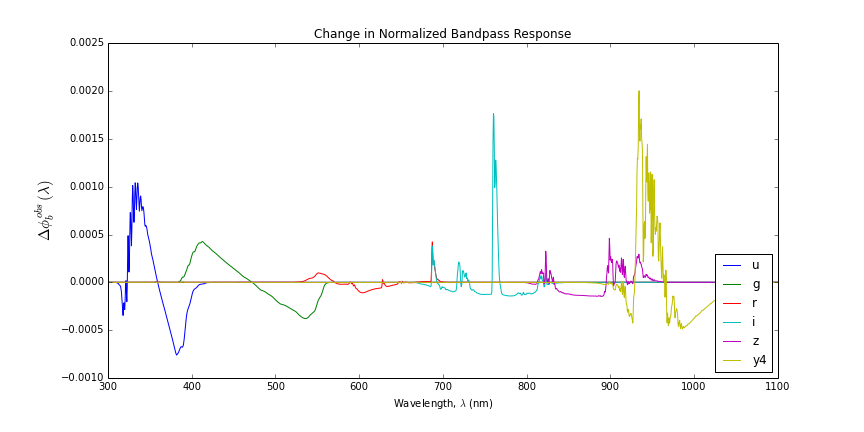 Change in Normalized Bandpass Response
0.0025
0.0020
0.0015
0.0010
0.0005
0.0000
−0.0005
−0.0010
Δϕ_b^{obs}(λ)
300 400 500 600 700 800 900 1000 1100
Wavelength, λ (nm)
u
g
r
i
z
y4